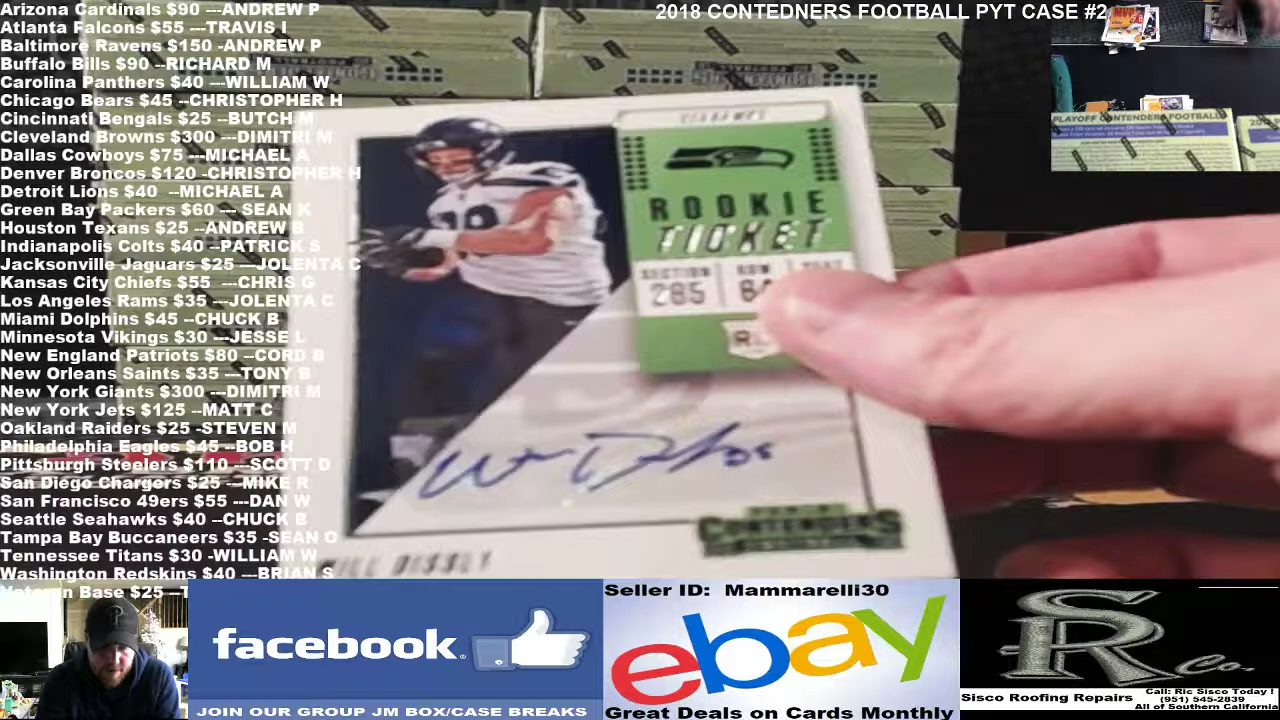 Arizona Cardinals $90 ---ANDREW P
Atlanta Falcons $55 ---TRAVIS I
Baltimore Ravens $150 -ANDREW P
Buffalo Bills $90 --RICHARD M
Carolina Panthers $40 --WILLIAM W
Chicago Bears $45 --CHRISTOPHER H
Cincinnati Bengals $25 --BUTCH M
Cleveland Browns $300 --DIMITRI M
Dallas Cowboys $75 ---MICHAEL A
Denver Broncos $120 -CHRISTOPHER H
Detroit Lions $40 --MICHAEL A
Green Bay Packers $60 --- SEAN K
Houston Texans $25 --ANDREW B
Indianapolis Colts $40 --PATRICK S
Jacksonville Jaguars $25 ---JOLENTA C
Kansas City Chiefs $55 ---CHRIS G
Los Angeles Rams $35 ---JOLENTA C
Miami Dolphins $45 --CHUCK B
Minnesota Vikings $30 ---JESSE L
New England Patriots $80 --CORD B
New Orleans Saints $35 ---TONY B
New York Giants $300 ---DIMITRI M
New York Jets $125 --MATT C
Oakland Raiders $25 -STEVEN M
Philadelphia Eagles $45 --BOB H
Pittsburgh Steelers $110 ---SCOTT D
San Diego Chargers $25 ---MIKE R
San Francisco 49ers $55 ---DAN W
Seattle Seahawks $40 --CHUCK B
Tampa Bay Buccaneers $35 -SEAN O
Tennessee Titans $30 -WILLIAM W
Washington Redskins $40 ---BRIAN S
Veteran Base $25 --T
2018 CONTEDNERS FOOTBALL PYT CASE #2
PLAYOFF CONTENDERS FOOTBALL
SEAHAWKS
ROOKIE
TICKET
SECTION ROW
285
CONTENDERS
WILL DISSLY
facebook
JOIN OUR GROUP JM BOX/CASE BREAKS
Seller ID: Mammarelli30
ebay
Great Deals on Cards Monthly
SR Co.
Sisco Roofing Repairs
Call: Ric Sisco Today !
(951) 545-2839
All of Southern California